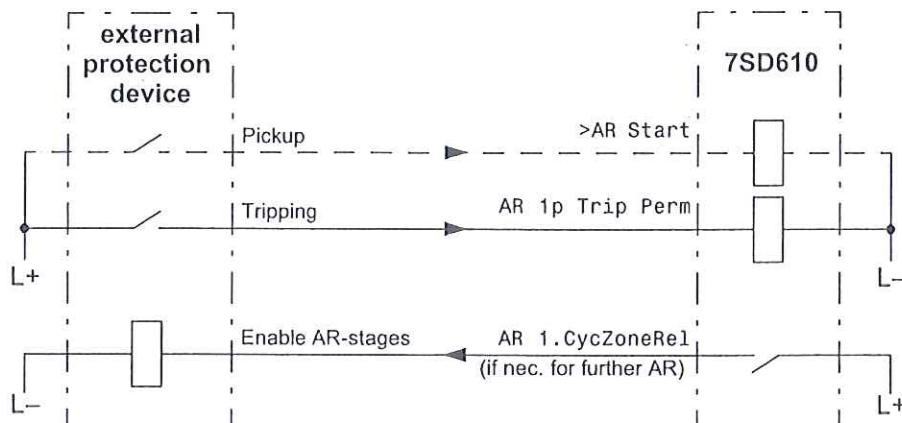 external
protection
device
7SD610
Pickup
>AR Start
Tripping
AR 1p Trip Perm
L+
L−
Enable AR-stages
AR 1.CycZoneRel
(if nec. for further AR)
L−
L+